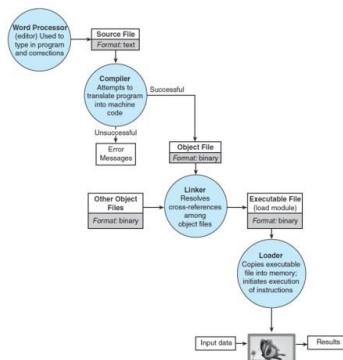 Word Processor
(editor) Used to
type in program
and corrections
Source File
Format: text
Compiler
Attempts to
translate program
into machine
code
Successful
Unsuccessful
Error
Messages
Object File
Format: binary
Other Object
Files
Format: binary
Linker
Resolves
cross-references
among
object files
Executable File
(load module)
Format: binary
Loader
Copies executable
file into memory;
initiates execution
of instructions
Input data
Results